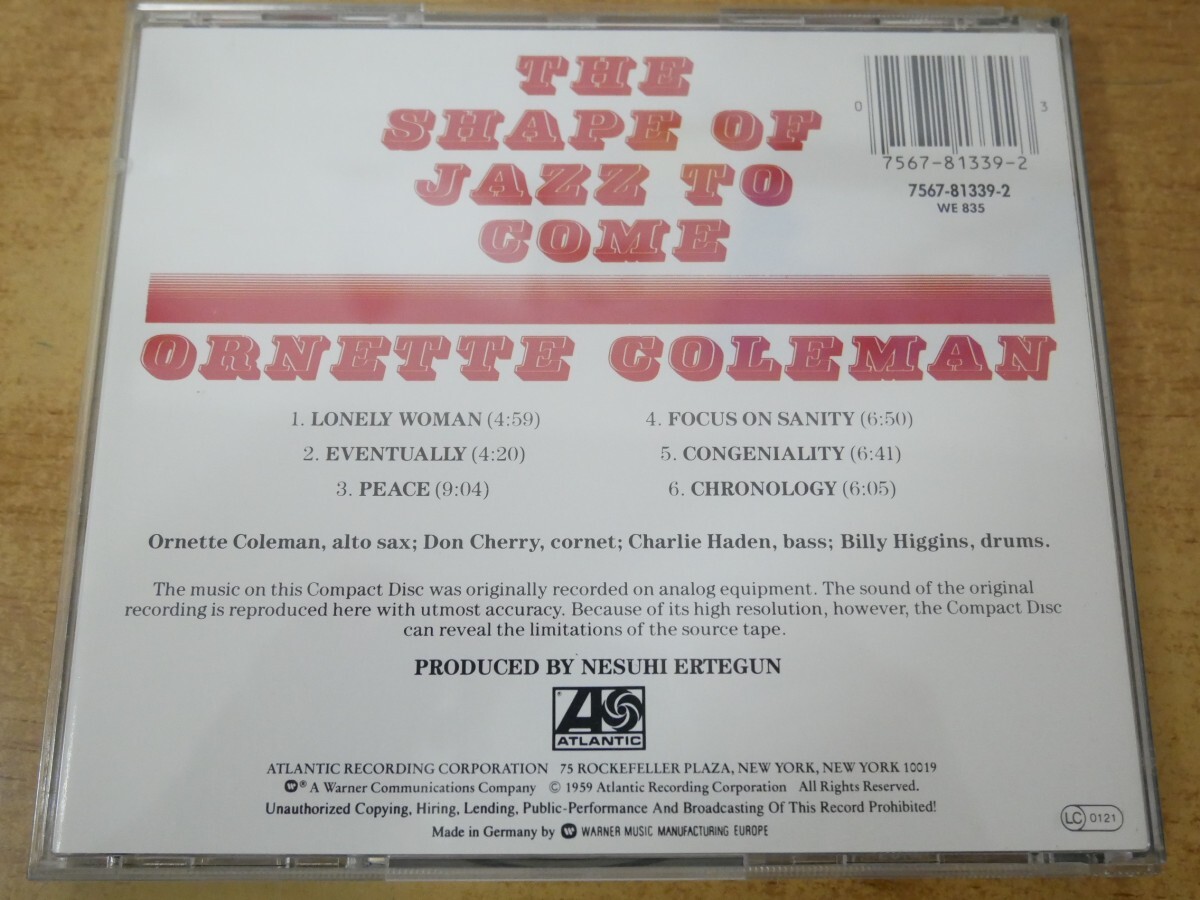 THE
SHAPE OF
JAZZ TO
COME
0 3
7567-81339-2
7567-81339-2
WE 835
ORNETTE COLEMAN
1. LONELY WOMAN (4:59)
2. EVENTUALLY (4:20)
3. PEACE (9:04)
4. FOCUS ON SANITY (6:50)
5. CONGENIALITY (6:41)
6. CHRONOLOGY (6:05)
Ornette Coleman, alto sax; Don Cherry, cornet; Charlie Haden, bass; Billy Higgins, drums.
The music on this Compact Disc was originally recorded on analog equipment. The sound of the original
recording is reproduced here with utmost accuracy. Because of its high resolution, however, the Compact Disc
can reveal the limitations of the source tape.
PRODUCED BY NESUHI ERTEGUN
ATLANTIC
ATLANTIC RECORDING CORPORATION 75 ROCKEFELLER PLAZA, NEW YORK, NEW YORK 10019
® A Warner Communications Company © 1959 Atlantic Recording Corporation All Rights Reserved.
Unauthorized Copying, Hiring, Lending, Public-Performance And Broadcasting Of This Record Prohibited!
Made in Germany by WARNER MUSIC MANUFACTURING EUROPE
LC 0121